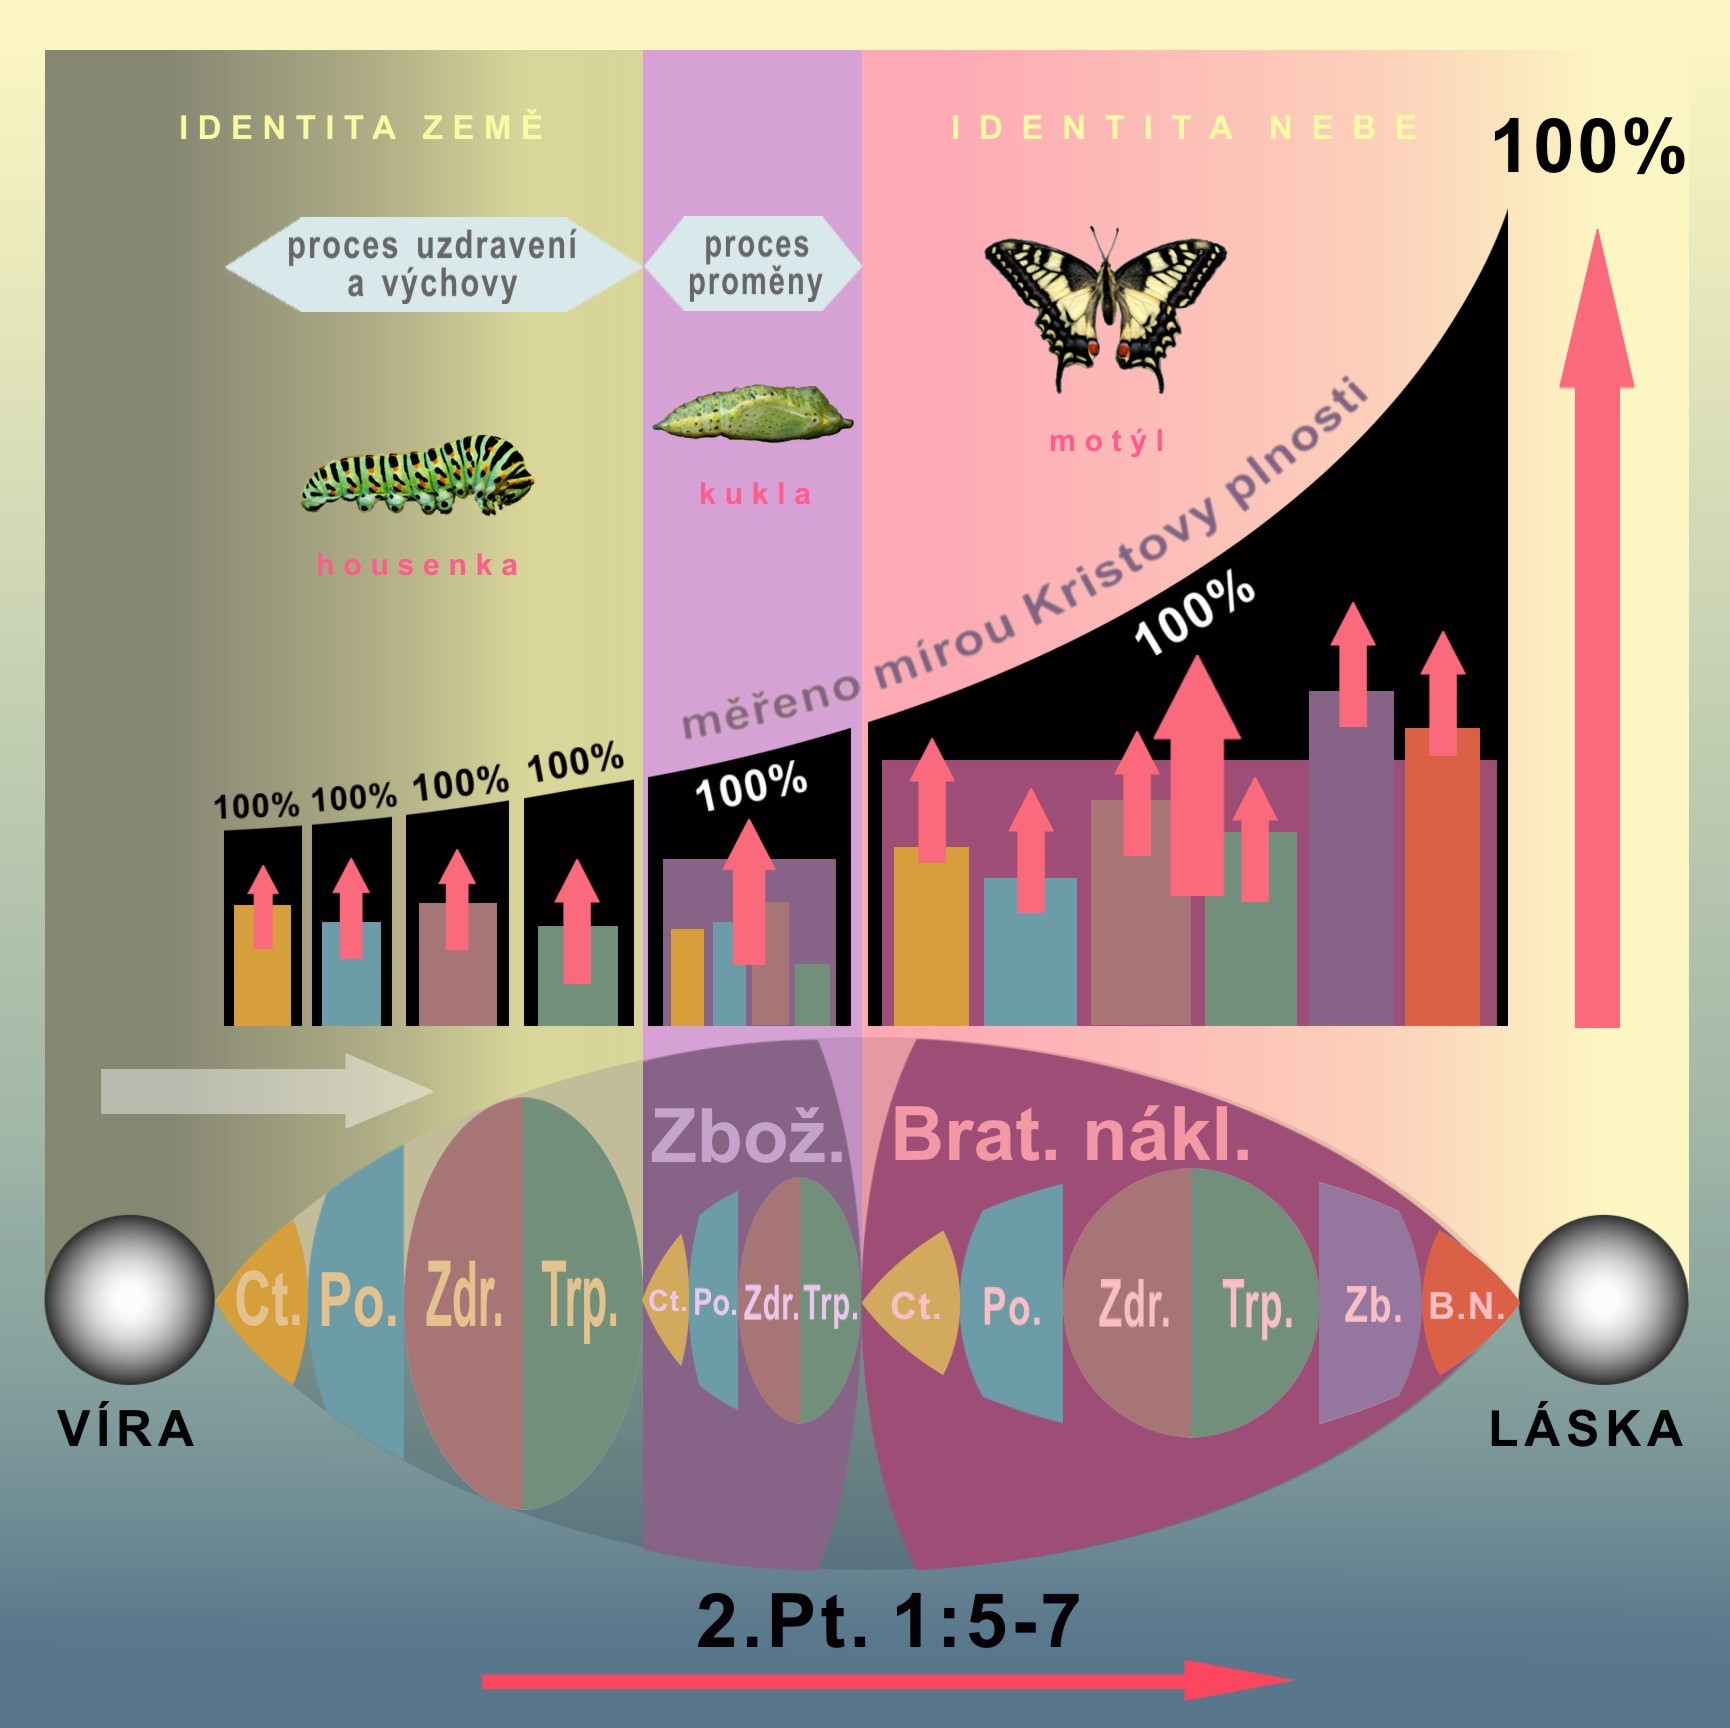 IDENTITA ZEMĚ
IDENTITA NEBE
100%
proces uzdravení
a výchovy
proces
proměny
housenka
kukla
motýl
měřeno mírou Kristovy plnosti
100%
100%
100%
100%
100%
100%
Zbož.
Brat. nákl.
Ct.
Po.
Zdr.
Trp.
Ct.
Po.
Zdr.
Trp.
Ct.
Po.
Zdr.
Trp.
Zb.
B.N.
VÍRA
LÁSKA
2.Pt. 1:5-7